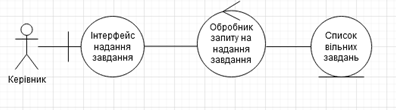 Керівник
Інтерфейс
надання
завдання
Обробник
запиту на
надання
завдання
Список
вільних
завдань